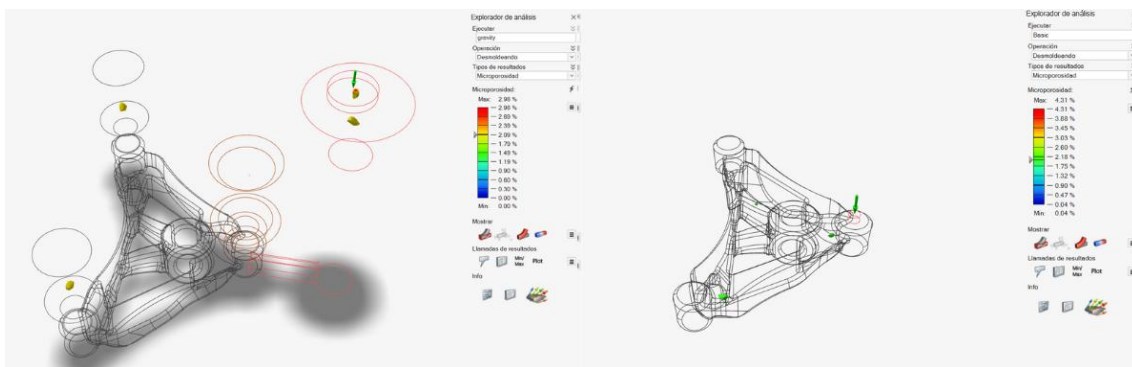 Explorador de análisis
Ejecutar
gravity
Operación
Desmoldeando
Tipos de resultados
Microporosidad
Microporosidad:
Max: 2.98 %
2.98 %
2.39 %
2.09 %
1.79 %
1.49 %
1.19 %
0.90 %
0.60 %
0.30 %
0.00 %
Min: 0.00 %
Mostrar
Llamadas de resultados
Min/
Max
Plot
Info
Explorador de análisis
Ejecutar
Basic
Operación
Desmoldeando
Tipos de resultados
Microporosidad
Microporosidad:
Max: 4.31 %
4.31 %
3.88 %
3.45 %
3.03 %
2.60 %
2.18 %
1.75 %
1.32 %
0.90 %
0.47 %
0.04 %
Min: 0.04 %
Mostrar
Llamadas de resultados
Min/
Max
Plot
Info